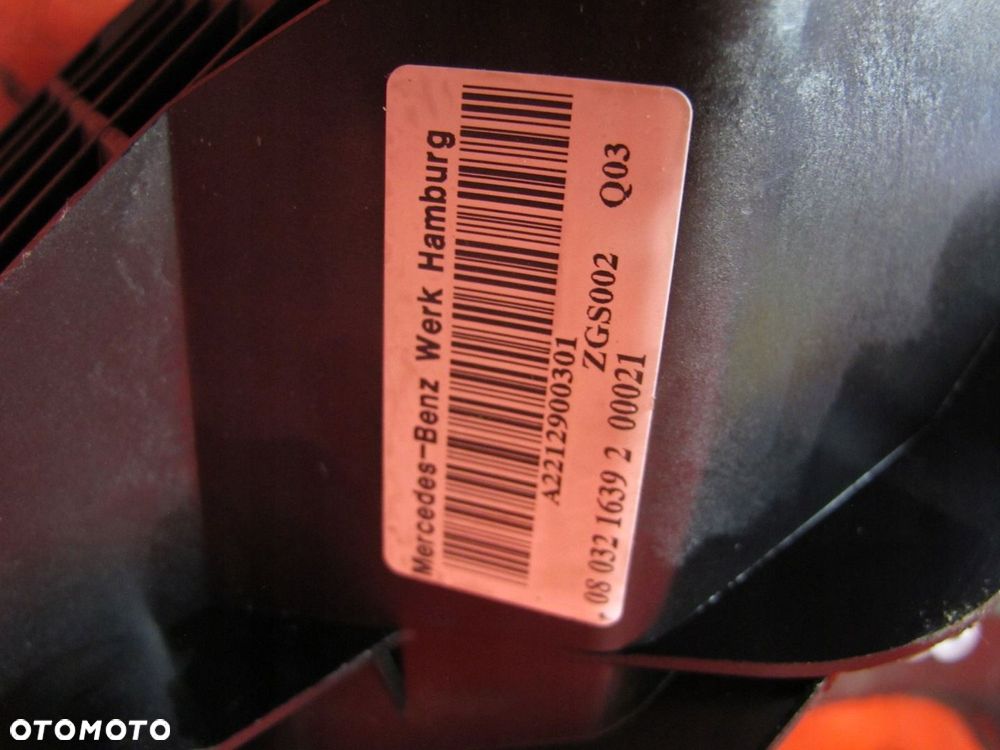 Mercedes-Benz Werk Hamburg
A2212900301
ZGS002 Q03
08 032 1639 2 00021
OTOMOTO